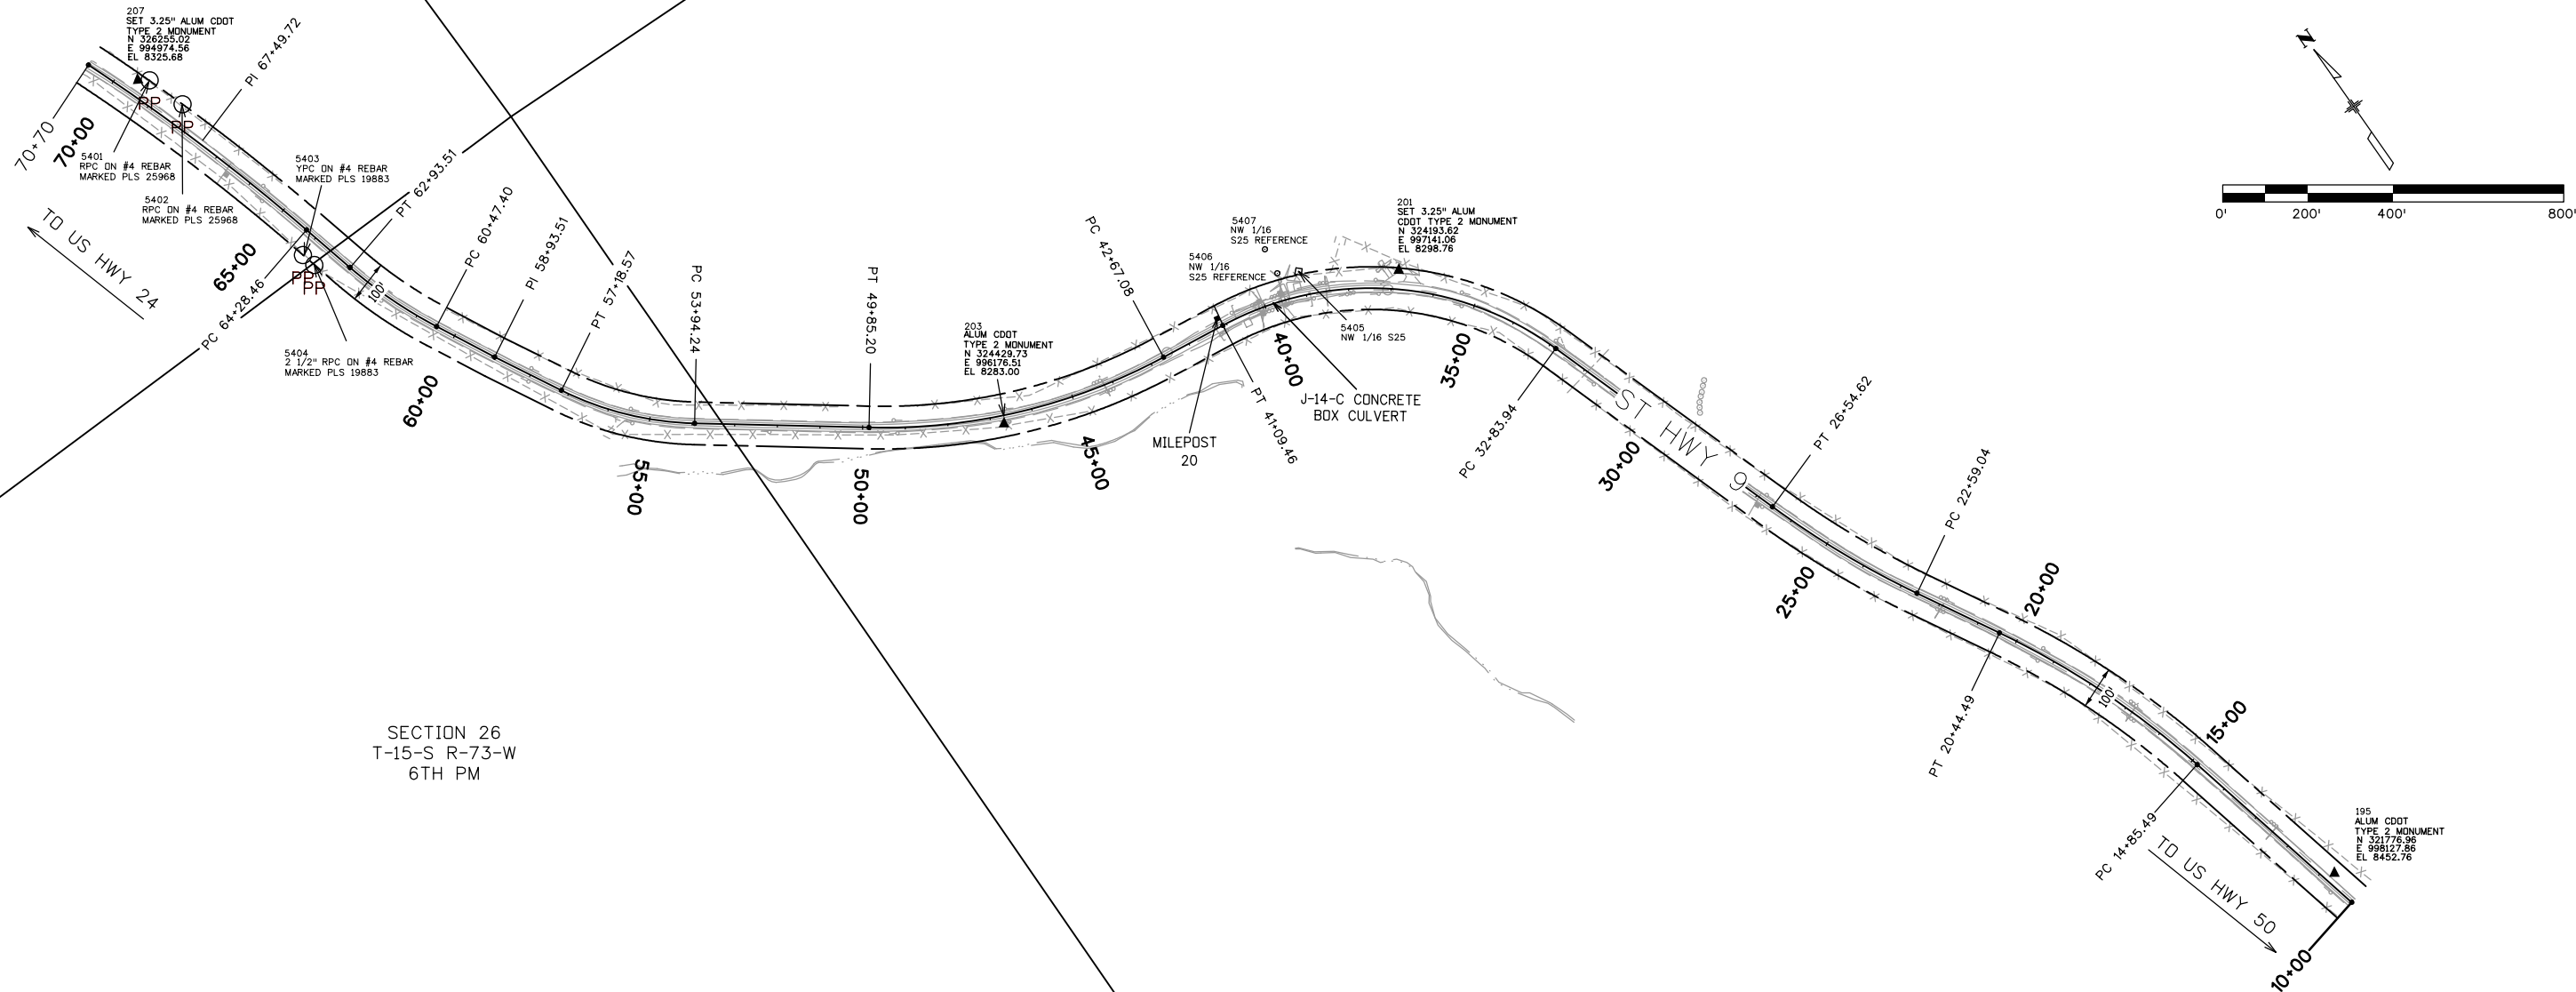 207
SET 3.25" ALUM CDOT
TYPE 2 MONUMENT
N 326255.02
E 994974.56
EL 8325.68
PI 67+49.72
PP
PP
70+70
70+00
5401
RPC ON #4 REBAR
MARKED PLS 25968
5402
RPC ON #4 REBAR
MARKED PLS 25968
5403
YPC ON #4 REBAR
MARKED PLS 19883
PT 62+93.51
TO US HWY 24
65+00
PC 64+28.46
PP
PP
100'
5404
2 1/2" RPC ON #4 REBAR
MARKED PLS 19883
PC 60+47.40
PI 58+93.51
PT 57+18.57
60+00
PC 53+94.24
PT 49+85.20
55+00
50+00
203
ALUM CDOT
TYPE 2 MONUMENT
N 324429.73
E 996176.51
EL 8283.00
45+00
PC 42+67.08
5407
NW 1/16
S25 REFERENCE
5406
NW 1/16
S25 REFERENCE
201
SET 3.25" ALUM
CDOT TYPE 2 MONUMENT
N 324193.62
E 997141.06
EL 8298.76
5405
NW 1/16 S25
40+00
J-14-C CONCRETE
BOX CULVERT
MILEPOST
20
PT 41+09.46
35+00
PC 32+83.94
ST HWY 9
30+00
PT 26+54.62
25+00
PC 22+59.04
20+00
PT 20+44.49
100'
15+00
PC 14+85.49
195
ALUM CDOT
TYPE 2 MONUMENT
N 321776.96
E 998127.86
EL 8452.76
TO US HWY 50
10+00
N
0'
200'
400'
800'
SECTION 26
T-15-S R-73-W
6TH PM